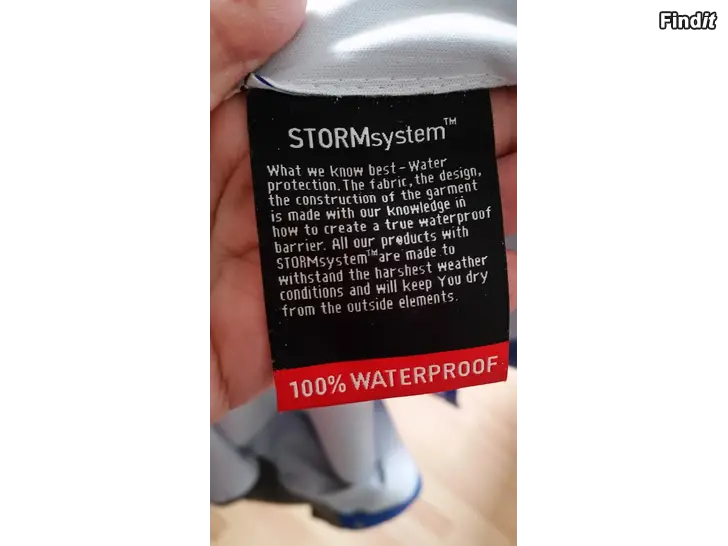 Findit
STORMsystem™
What we know best - Water
protection. The fabric, the design,
the construction of the garment
is made with our knowledge in
how to create a true waterproof
barrier. All our products with
STORMsystem™ are made to
withstand the harshest weather
conditions and will keep You dry
from the outside elements.
100% WATERPROOF